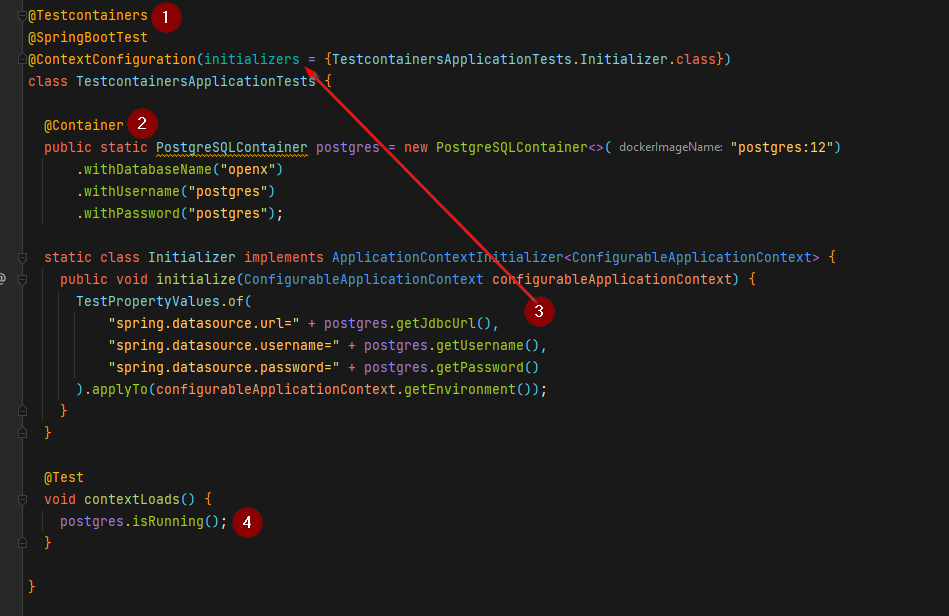 @Testcontainers 1
@SpringBootTest
@ContextConfiguration(initializers = {TestcontainersApplicationTests.Initializer.class})
class TestcontainersApplicationTests {
@Container 2
public static PostgreSQLContainer postgres = new PostgreSQLContainer<>( dockerImageName: "postgres:12")
.withDatabaseName("openx")
.withUsername("postgres")
.withPassword("postgres");
static class Initializer implements ApplicationContextInitializer<ConfigurableApplicationContext> {
@ public void initialize(ConfigurableApplicationContext configurableApplicationContext) {
TestPropertyValues.of(
3
"spring.datasource.url=" + postgres.getJdbcUrl(),
"spring.datasource.username=" + postgres.getUsername(),
"spring.datasource.password=" + postgres.getPassword()
).applyTo(configurableApplicationContext.getEnvironment());
}
}
@Test
void contextLoads() {
postgres.isRunning(); 4
}
}